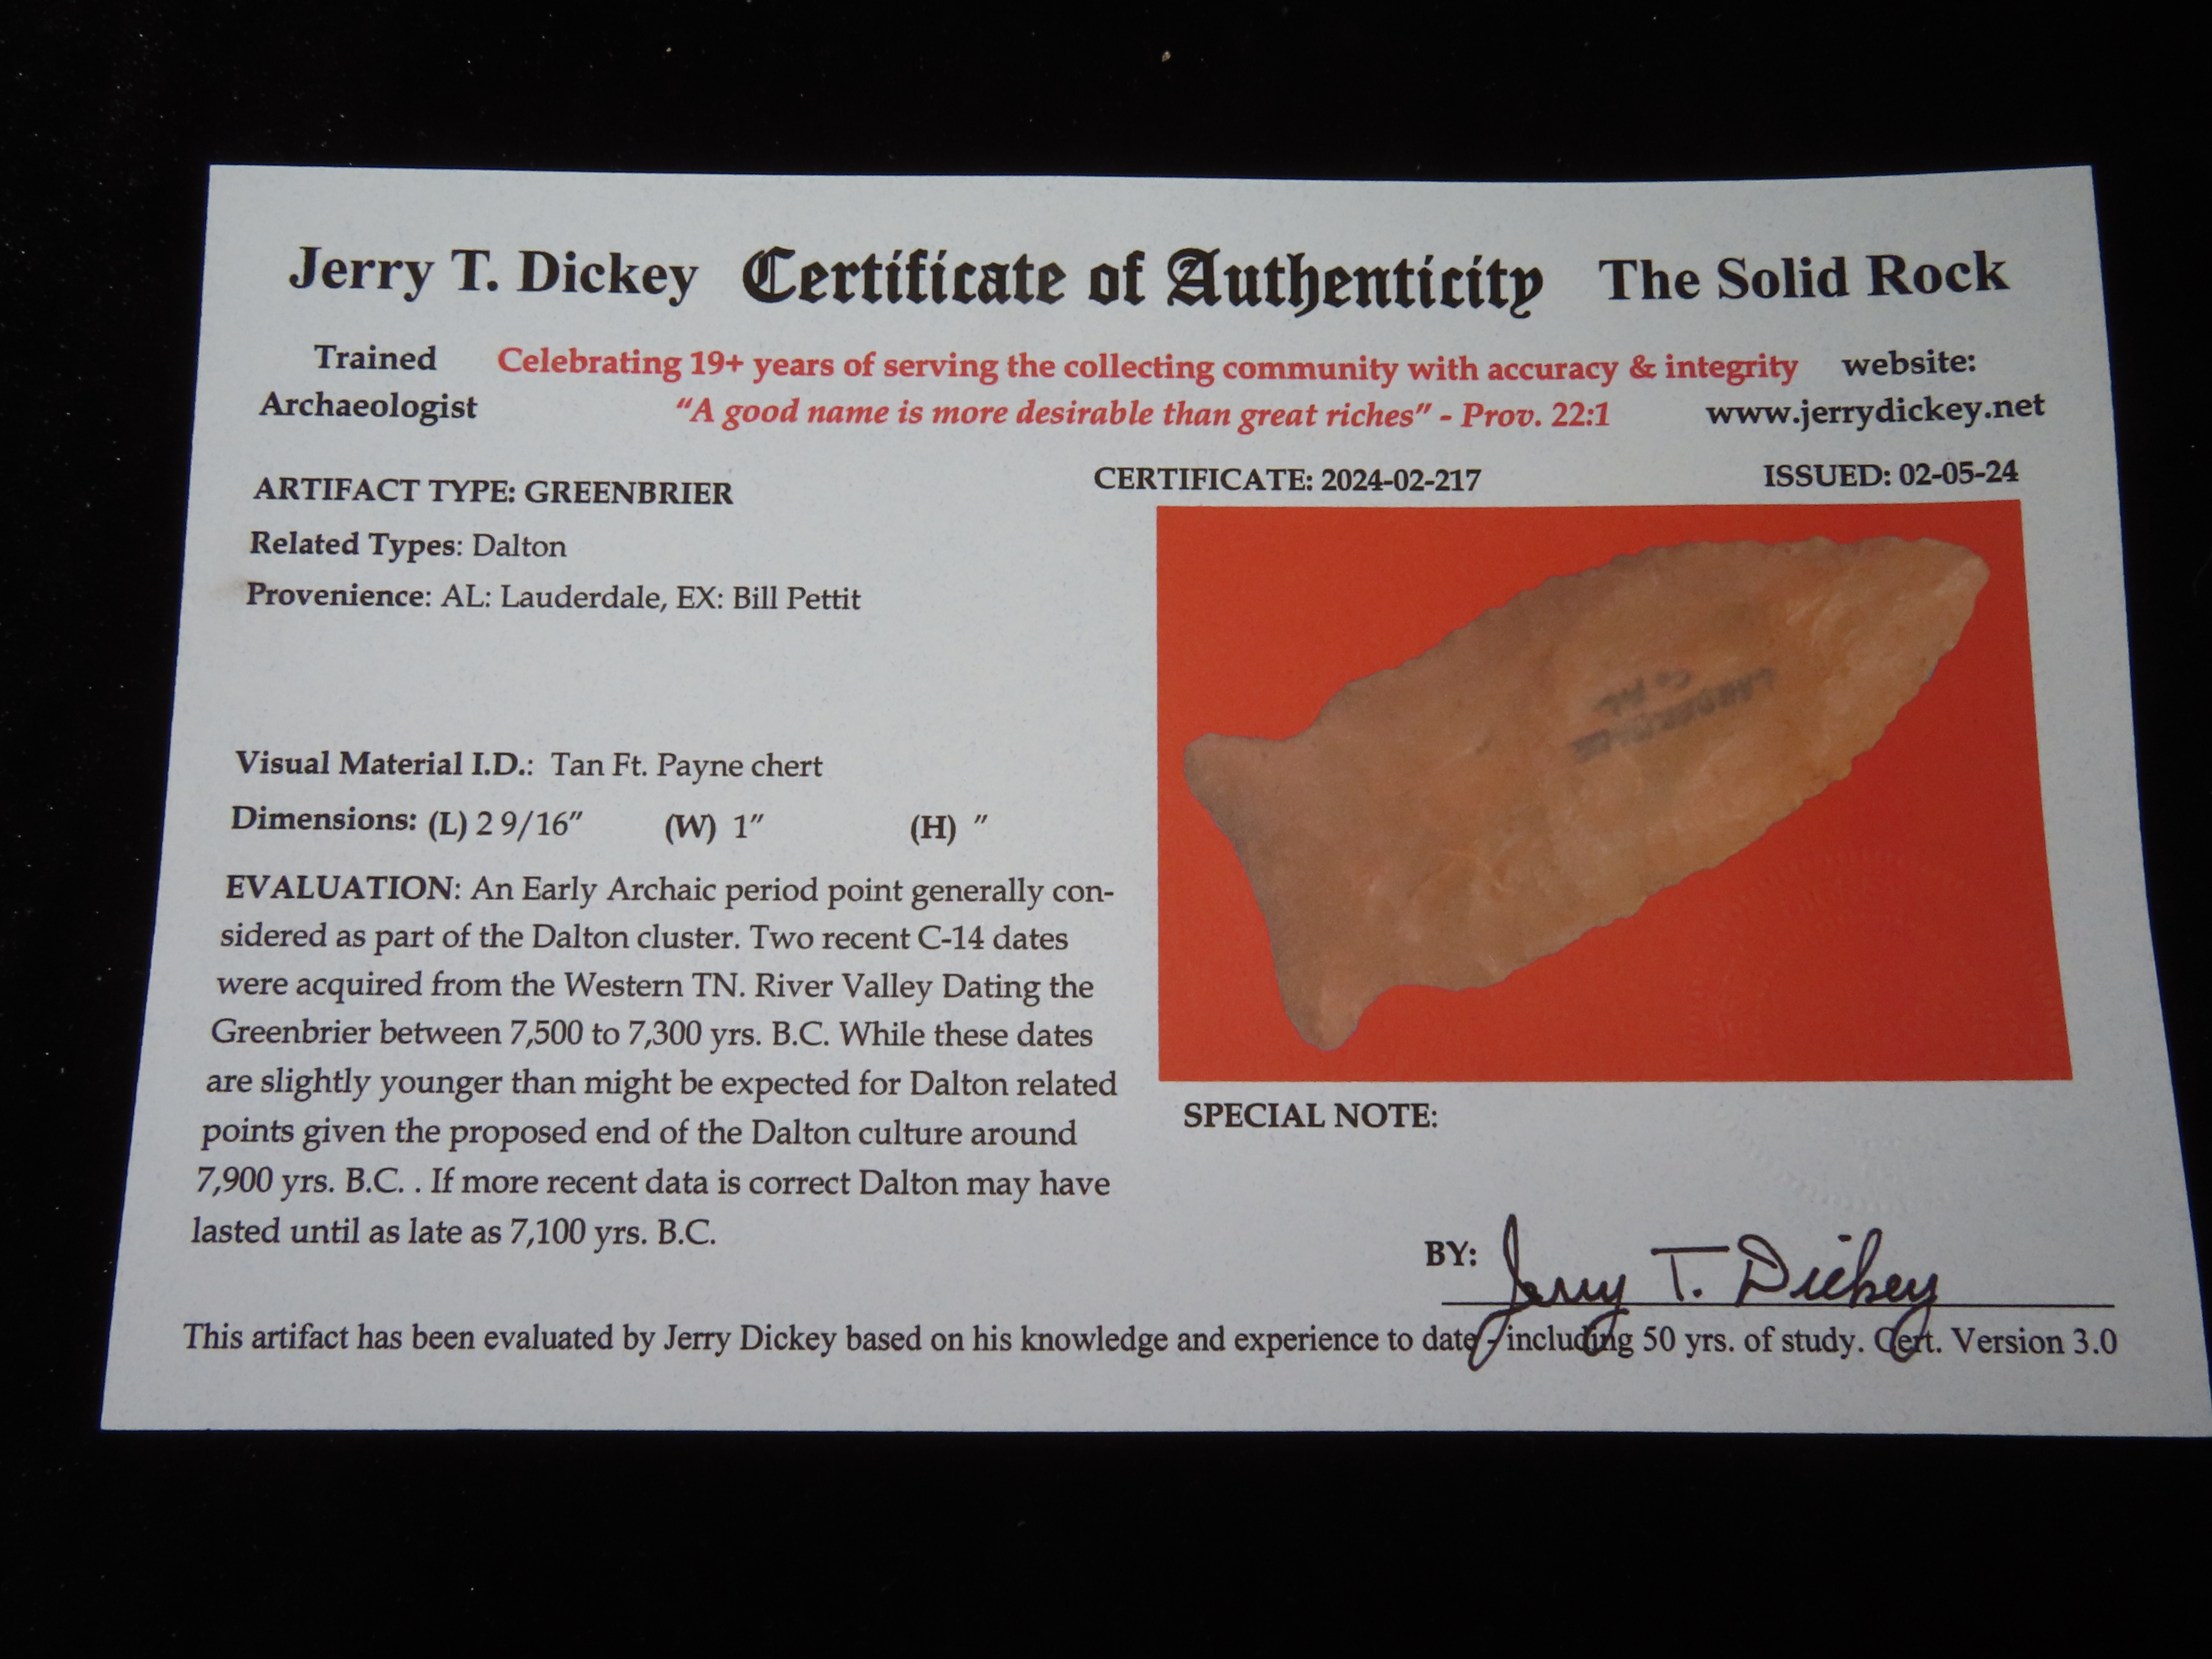 Jerry T. Dickey Certificate of Authenticity The Solid Rock
Trained Celebrating 19+ years of serving the collecting community with accuracy & integrity website:
Archaeologist “A good name is more desirable than great riches” - Prov. 22:1 www.jerrydickey.net
ARTIFACT TYPE: GREENBRIER CERTIFICATE: 2024-02-217 ISSUED: 02-05-24
Related Types: Dalton
Provenience: AL: Lauderdale, EX: Bill Pettit
Visual Material I.D.: Tan Ft. Payne chert
Dimensions: (L) 2 9/16” (W) 1” (H) ”
EVALUATION: An Early Archaic period point generally con-
sidered as part of the Dalton cluster. Two recent C-14 dates
were acquired from the Western TN. River Valley Dating the
Greenbrier between 7,500 to 7,300 yrs. B.C. While these dates
are slightly younger than might be expected for Dalton related
points given the proposed end of the Dalton culture around
7,900 yrs. B.C. . If more recent data is correct Dalton may have
lasted until as late as 7,100 yrs. B.C.
SPECIAL NOTE:
BY: Jerry T. Dickey
This artifact has been evaluated by Jerry Dickey based on his knowledge and experience to date - including 50 yrs. of study. Cert. Version 3.0